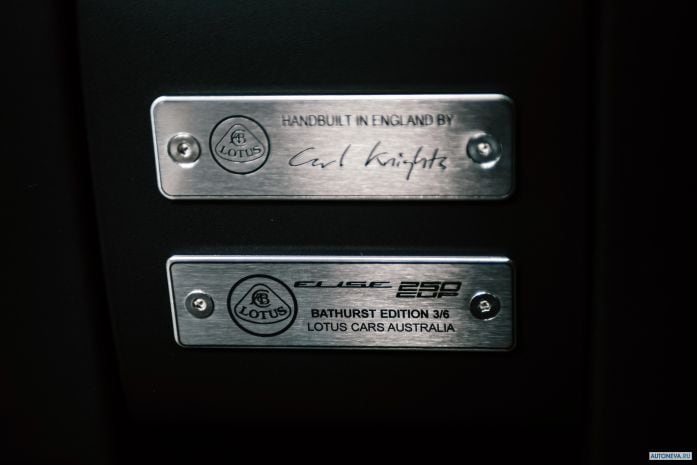 HANDBUILT IN ENGLAND BY
LOTUS
Carl Knights
ELISE 250
CUP
LOTUS
BATHURST EDITION 3/6
LOTUS CARS AUSTRALIA
AUTONEVA.RU